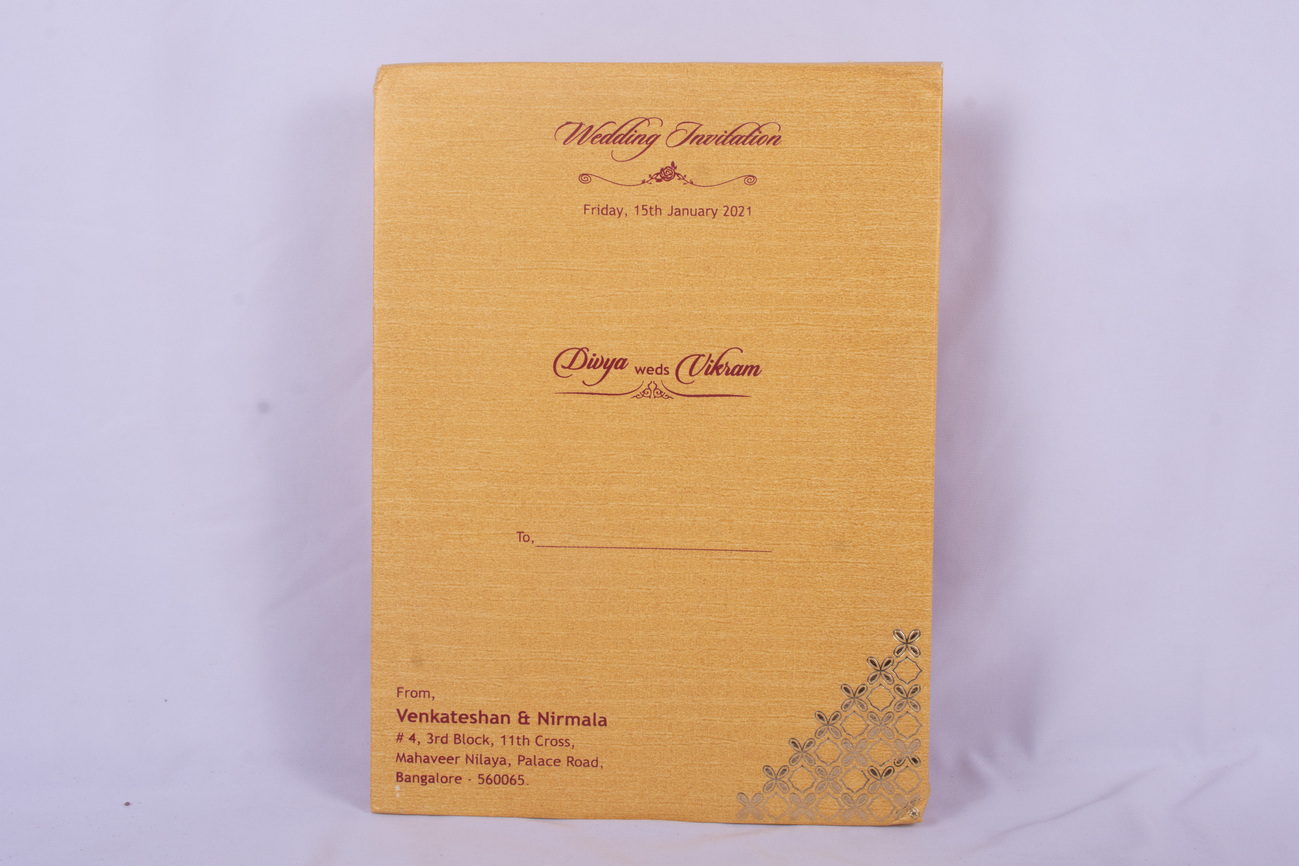 Wedding Invitation
Friday, 15th January 2021
Divya weds Vikram
To,
From,
Venkateshan & Nirmala
# 4, 3rd Block, 11th Cross,
Mahaveer Nilaya, Palace Road,
Bangalore - 560065.